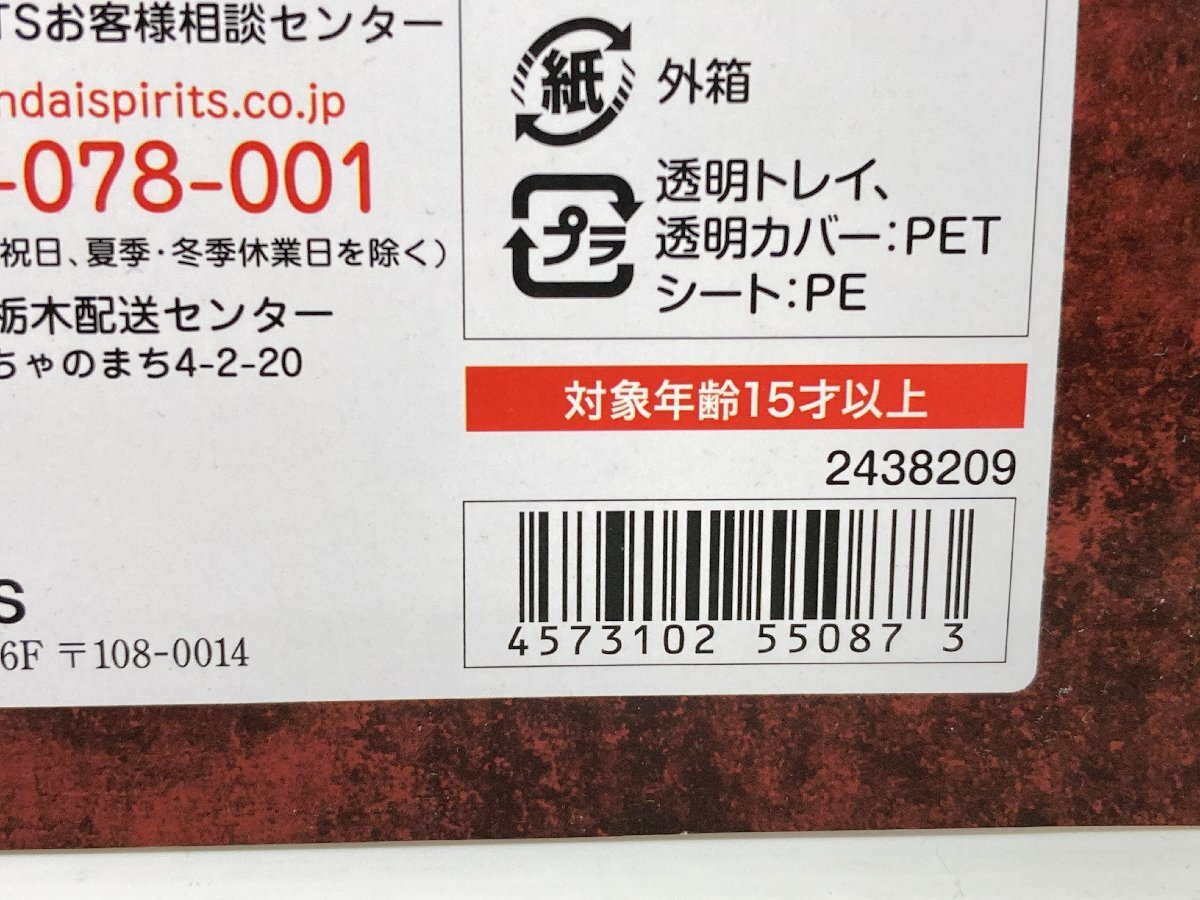 TSお客様相談センター
ndaispirits.co.jp
-078-001
祝日、夏季・冬季休業日を除く)
栃木配送センター
ちゃのまち4-2-20
S
6F 〒108-0014
紙 外箱
プラ 透明トレイ、
透明カバー:PET
シート:PE
対象年齢15才以上
2438209
4573102 55087 3